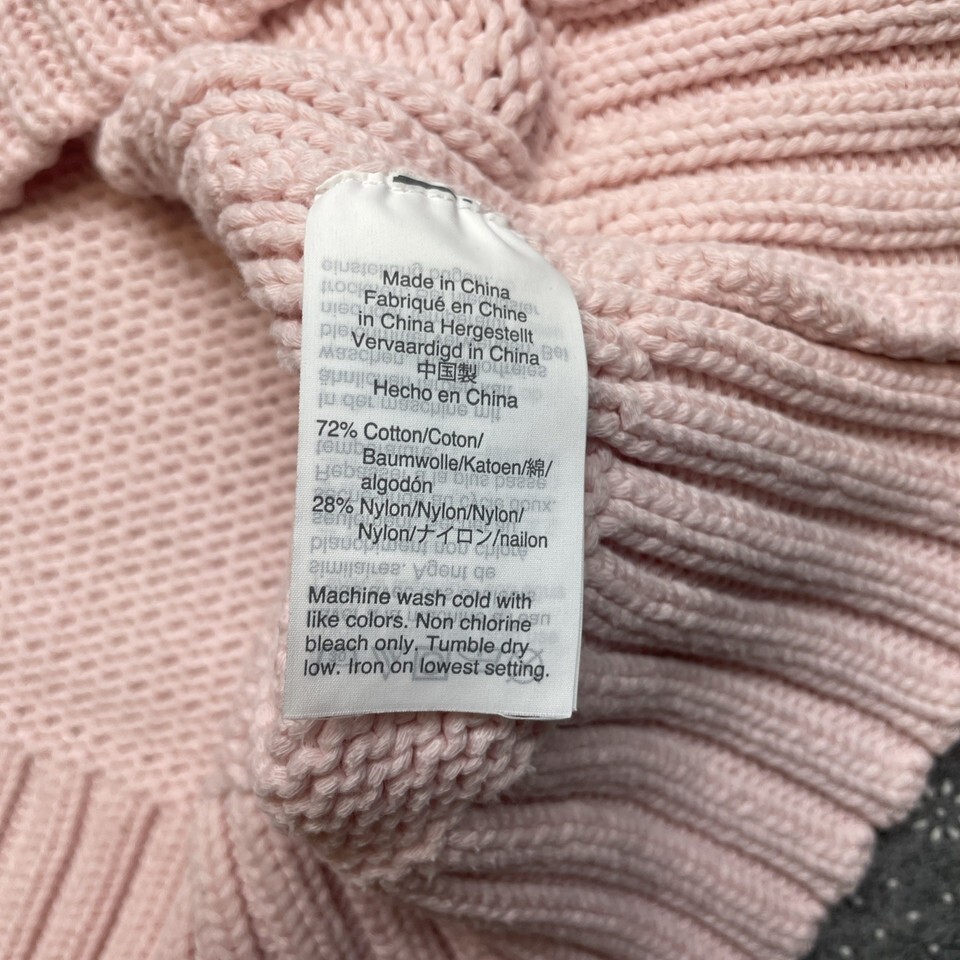 Made in China
Fabriqué en Chine
in China Hergestellt
Vervaardigd in China
中国製
Hecho en China
72% Cotton/Coton/
Baumwolle/Katoen/綿/
algodón
28% Nylon/Nylon/Nylon/
Nylon/ナイロン/nailon
Machine wash cold with
like colors. Non chlorine
bleach only. Tumble dry
low. Iron on lowest setting.